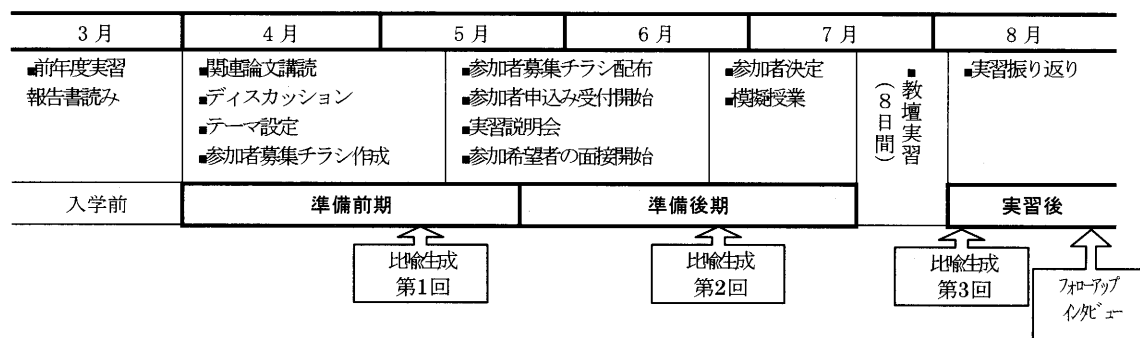 3月
4月
5月
6月
7月
8月
■前年度実習
報告書読み
■関連論文講読
■ディスカッション
■テーマ設定
■参加者募集チラシ作成
■参加者募集チラシ配布
■参加者申込み受付開始
■実習説明会
■参加希望者の面接開始
■参加者決定
■模擬授業
■教壇実習
(8日間)
■実習振り返り
入学前
準備前期
準備後期
実習後
比喩生成
第1回
比喩生成
第2回
比喩生成
第3回
フォローアップ
インタビュー